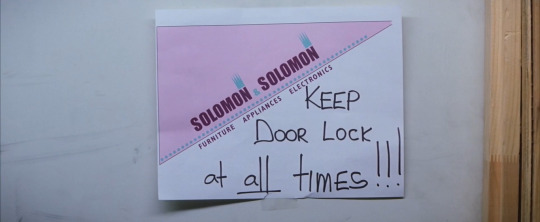 SOLOMON & SOLOMON
FURNITURE APPLIANCES ELECTRONICS
KEEP
DOOR LOCK
at all TIMES!!!